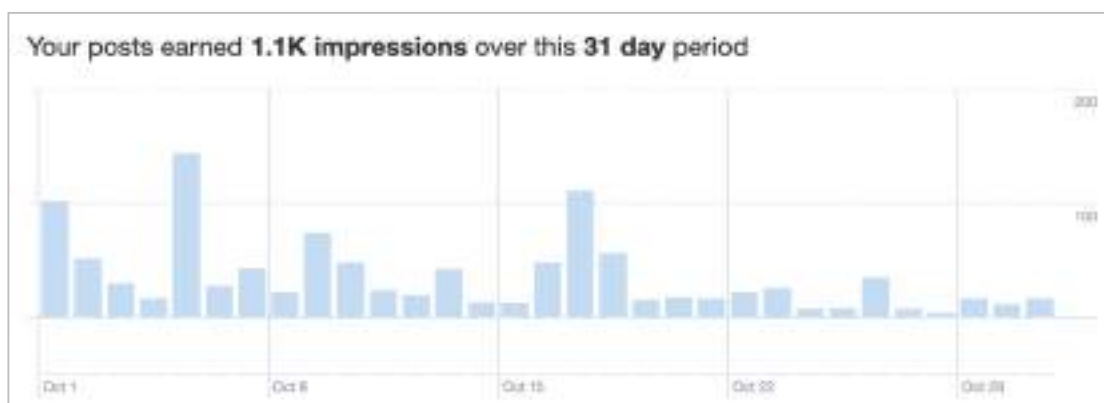 Your posts earned 1.1K impressions over this 31 day period
200
100
Oct 1
Oct 8
Oct 15
Oct 22
Oct 29